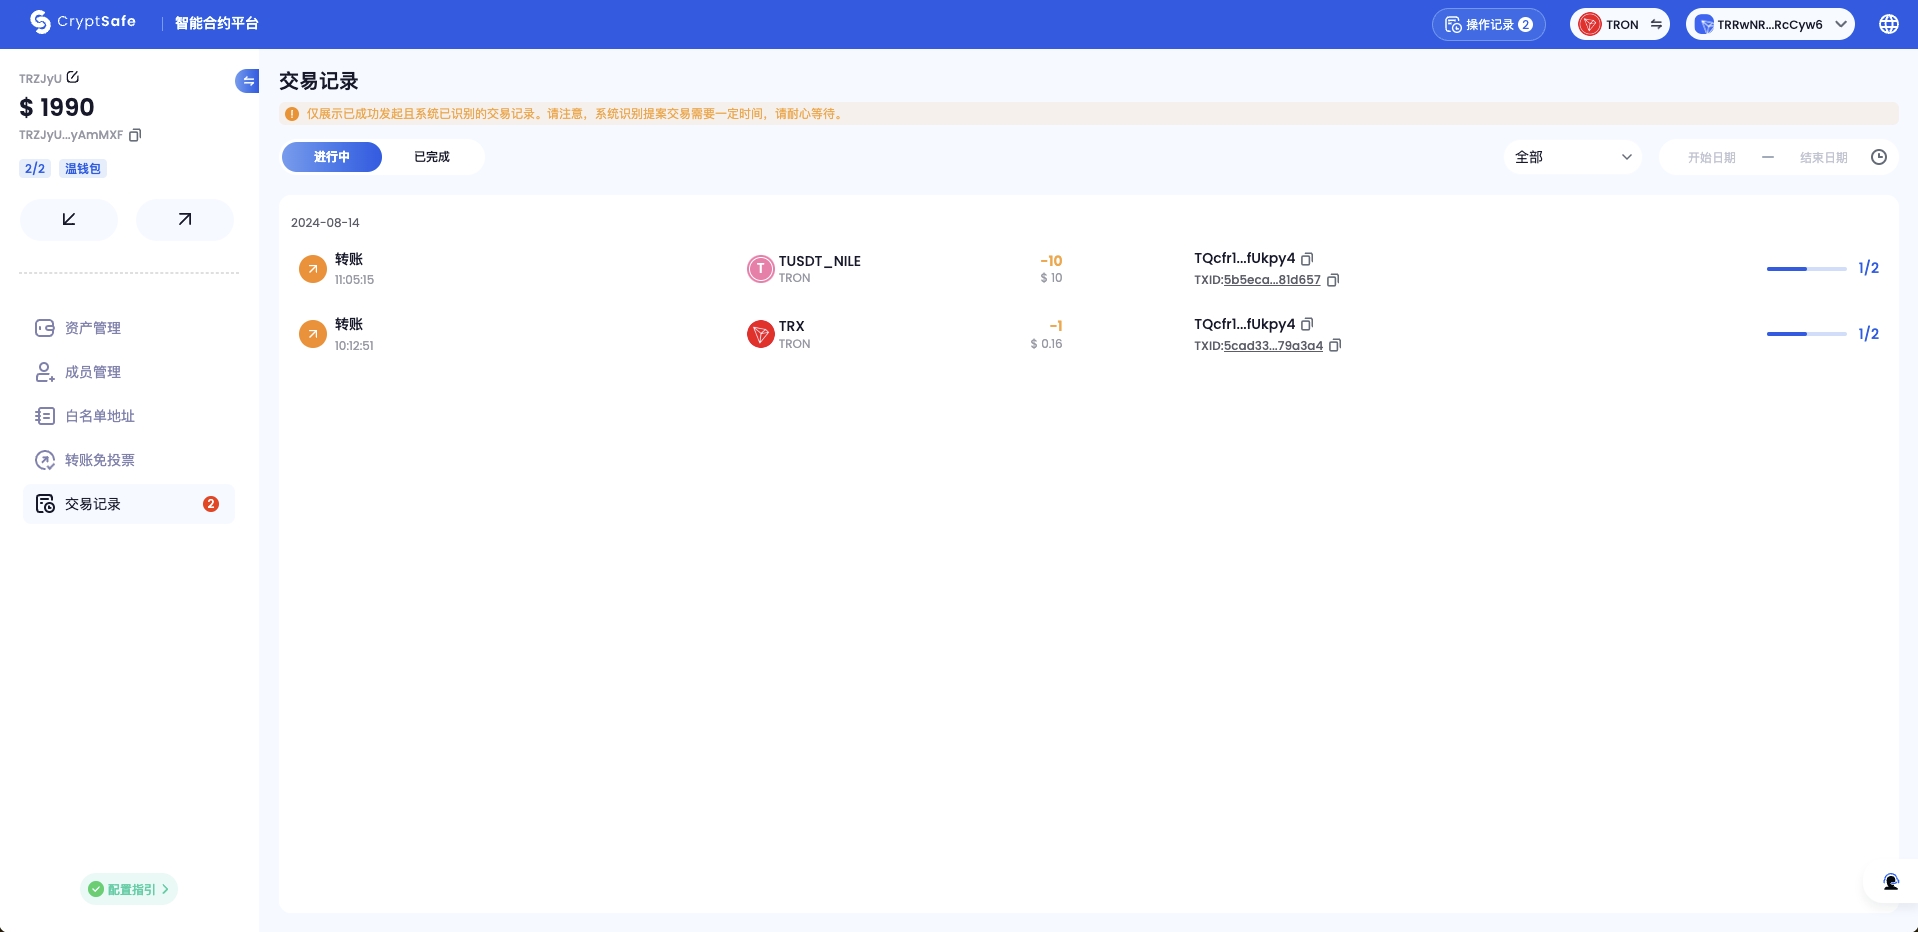 CryptSafe
智能合约平台
操作记录 2
TRON
TRRwNR...RcCyw6
TRZJyU
$ 1990
TRZJyU...yAmMXF
2/2
温钱包
资产管理
成员管理
白名单地址
转账免投票
交易记录
2
配置指引
交易记录
仅展示已成功发起且系统已识别的交易记录。请注意，系统识别提案交易需要一定时间，请耐心等待。
进行中
已完成
全部
开始日期 — 结束日期
2024-08-14
转账
11:05:15
T
TUSDT_NILE
TRON
-10
$ 10
TQcfr1...fUkpy4
TXID:5b5eca...81d657
1/2
转账
10:12:51
TRX
TRON
-1
$ 0.16
TQcfr1...fUkpy4
TXID:5cad33...79a3a4
1/2